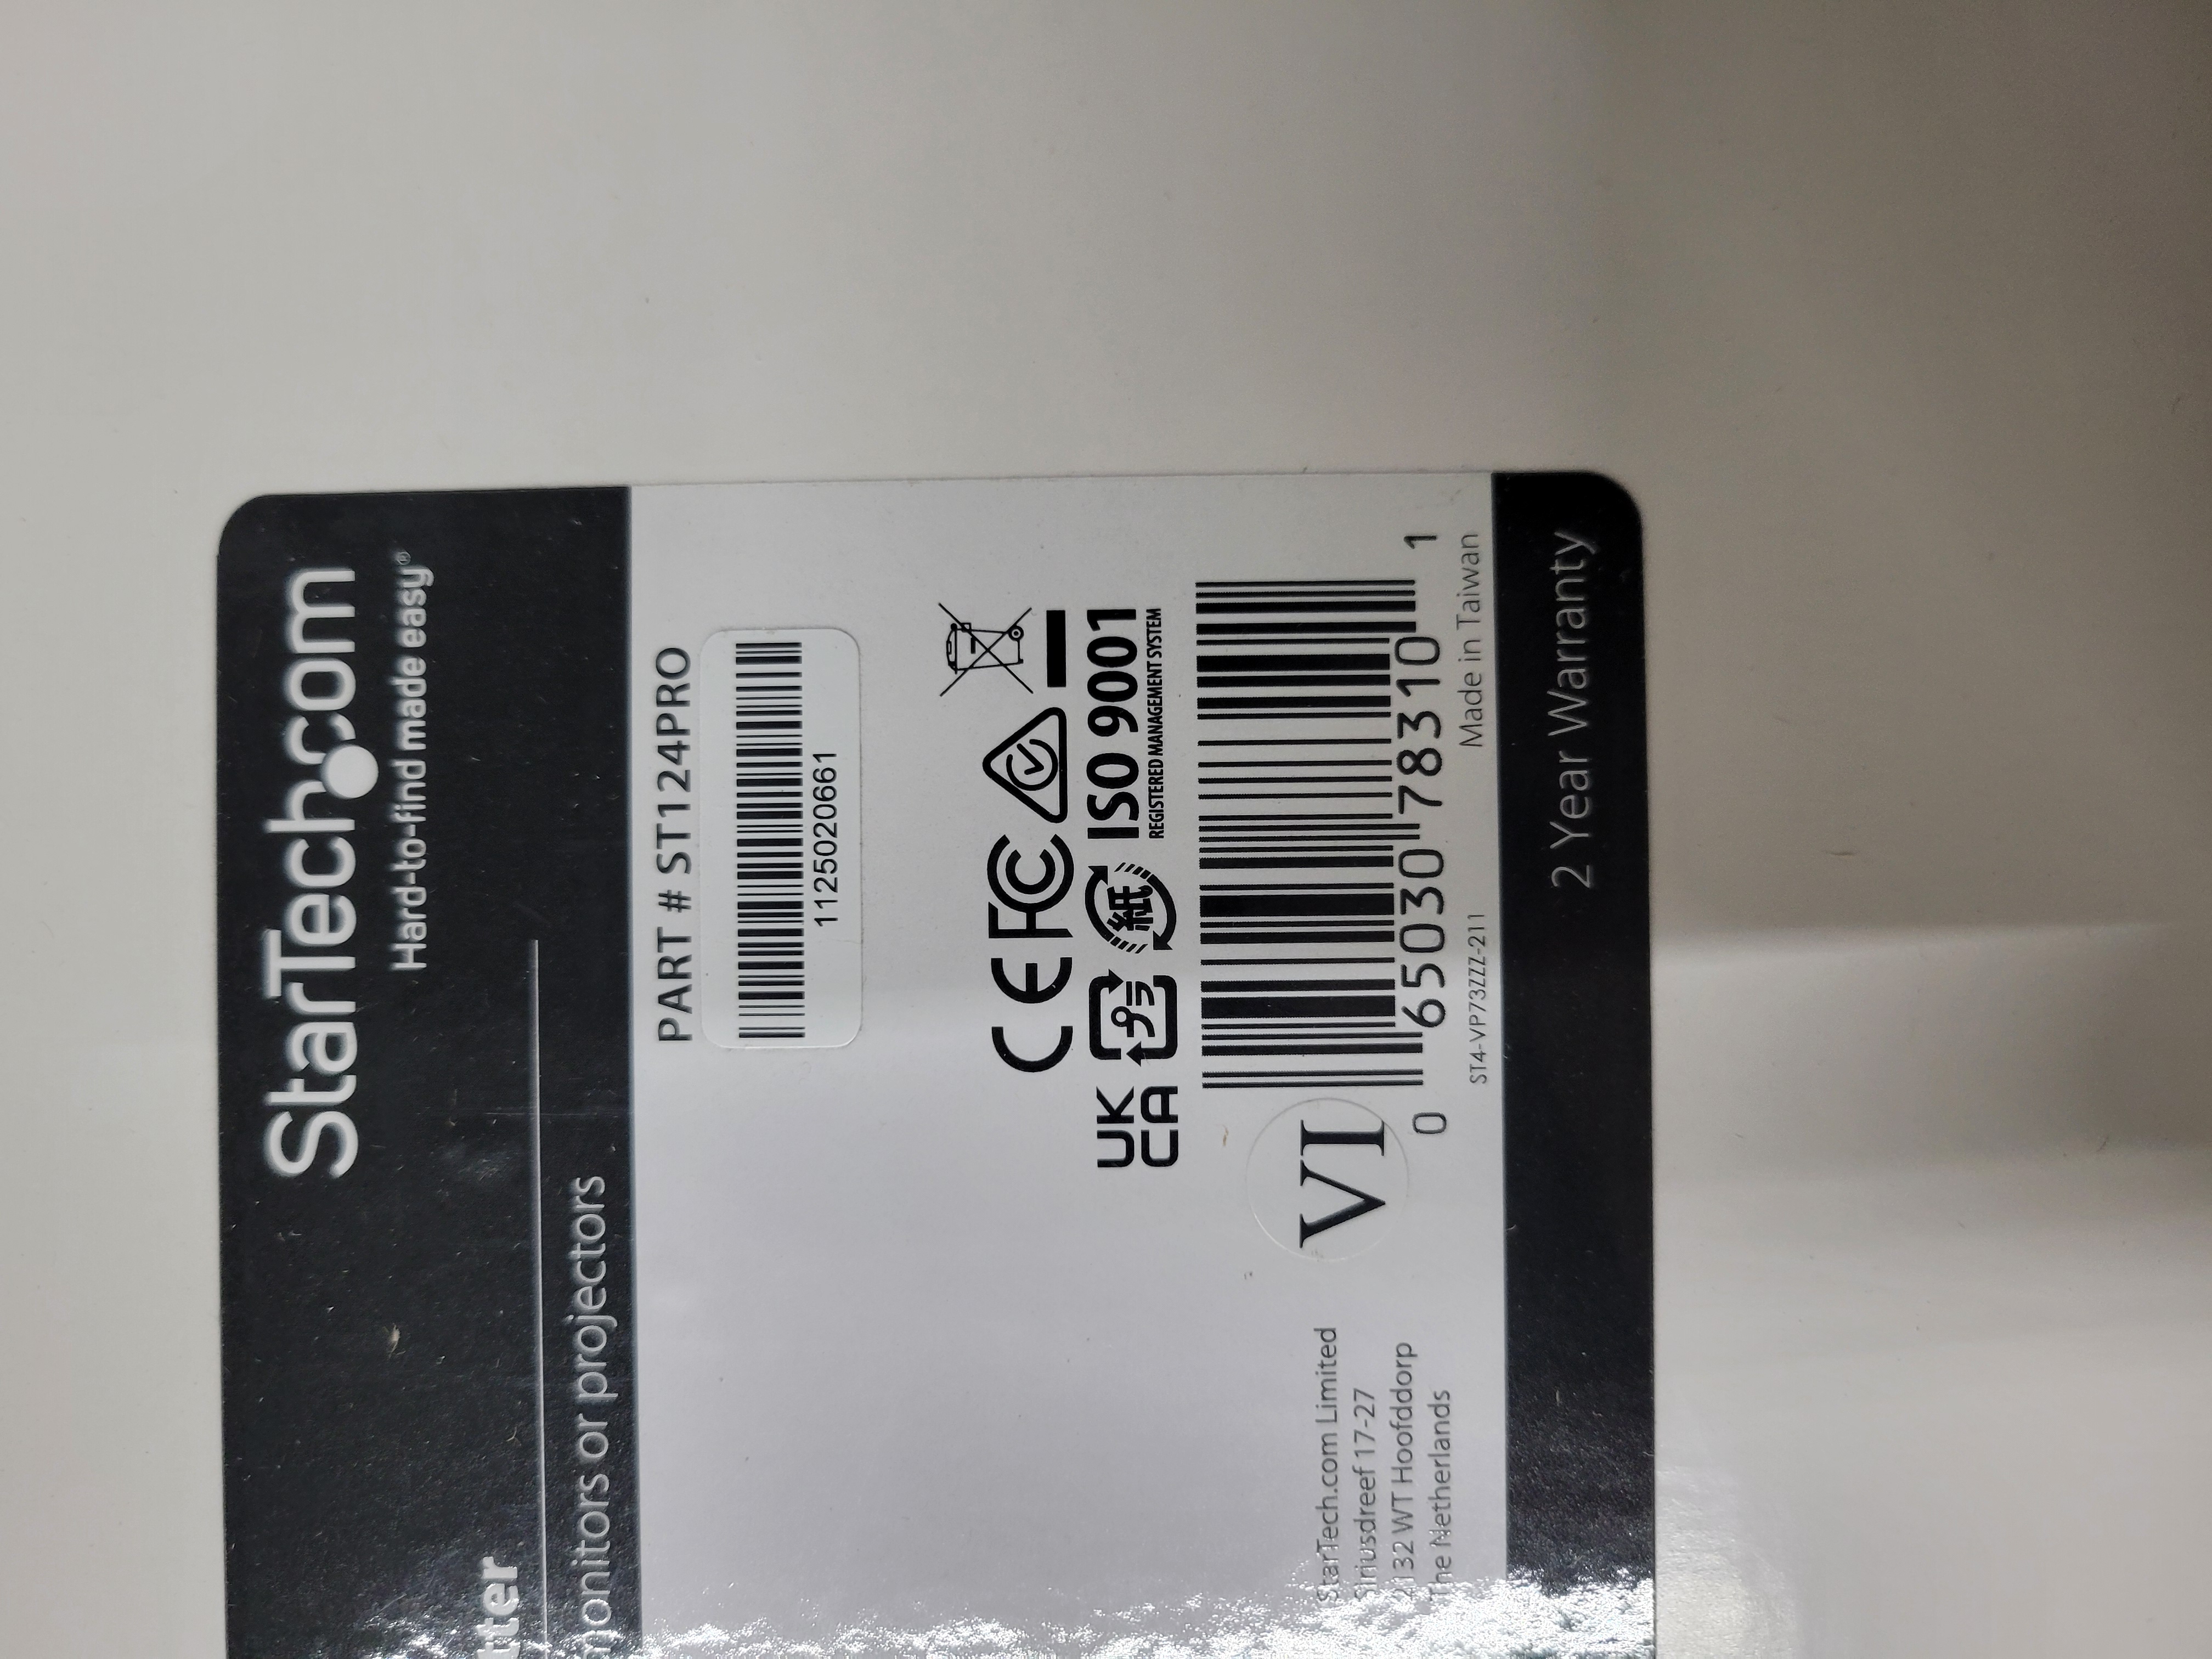 StarTech.com
Hard-to-find made easy®
monitors or projectors
PART # ST124PRO
1125020661
CE FC
UK
CA
紙
ISO 9001
REGISTERED MANAGEMENT SYSTEM
VI
0 65030 78310 1
ST4-VP73ZZZ-211
Made in Taiwan
StarTech.com Limited
Siriusdreef 17-27
2132 WT Hoofddorp
The Netherlands
2 Year Warranty